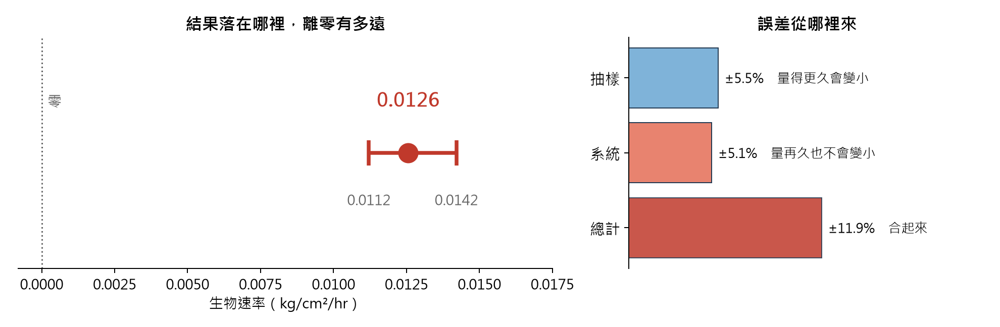 結果落在哪裡，離零有多遠
零
0.0126
0.0112
0.0142
0.0000
0.0025
0.0050
0.0075
0.0100
0.0125
0.0150
0.0175
生物速率（kg/cm²/hr）
誤差從哪裡來
抽樣
±5.5% 量得更久會變小
系統
±5.1% 量再久也不會變小
總計
±11.9% 合起來